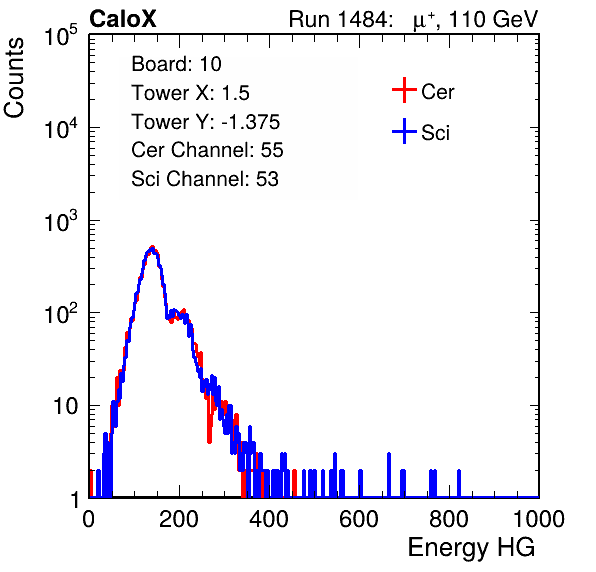 CaloX Run 1484: μ⁺, 110 GeV
Counts
10⁵
10⁴
10³
10²
10
1
Board: 10
Tower X: 1.5
Tower Y: -1.375
Cer Channel: 55
Sci Channel: 53
Cer
Sci
0 200 400 600 800 1000
Energy HG